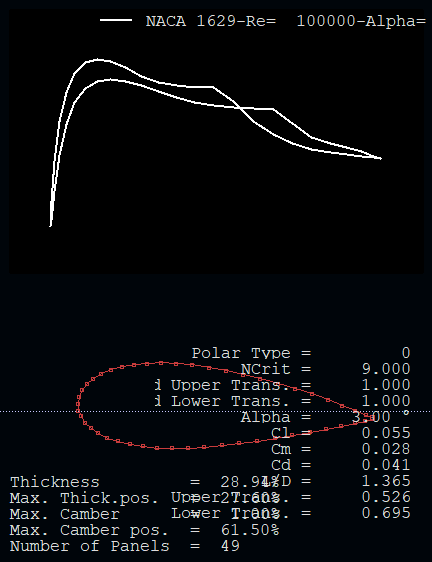 NACA 1629-Re=  100000-Alpha=
Polar Type =     0
NCrit =     9.000
i Upper Trans. =     1.000
i Lower Trans. =     1.000
Alpha =     3.00 °
Cl =     0.055
Cm =     0.028
Cd =     0.041
L/D =     1.365
Upper Trans. =     0.526
Lower Trans. =     0.695
Thickness          =  28.94%
Max. Thick.pos.  =  27.60%
Max. Camber       =  1.00%
Max. Camber pos.  =  61.50%
Number of Panels  =  49